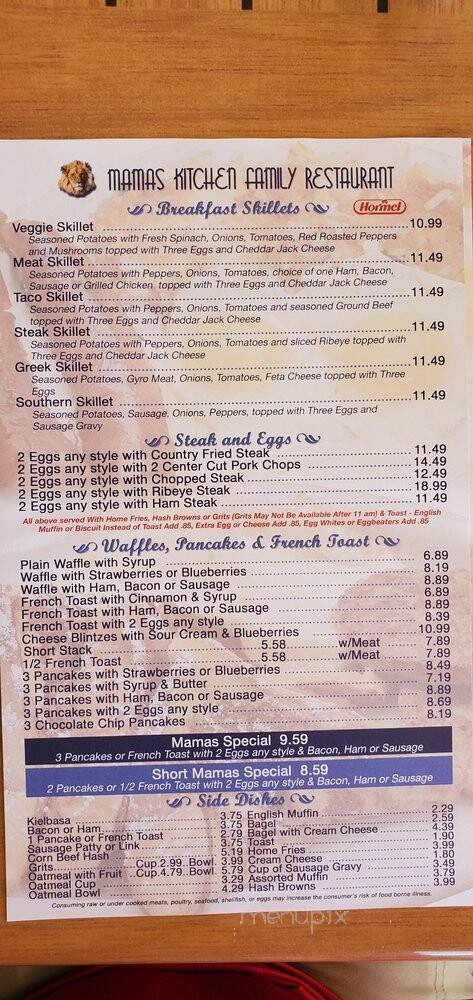 MAMAS KITCHEN FAMILY RESTAURANT
Breakfast Skillets
Hormel
Veggie Skillet 10.99
Seasoned Potatoes with Fresh Spinach, Onions, Tomatoes, Red Roasted Peppers
and Mushrooms topped with Three Eggs and Cheddar Jack Cheese
Meat Skillet 11.49
Seasoned Potatoes with Peppers, Onions, Tomatoes, choice of one Ham, Bacon,
Sausage or Grilled Chicken topped with Three Eggs and Cheddar Jack Cheese
Taco Skillet 11.49
Seasoned Potatoes with Peppers, Onions, Tomatoes and seasoned Ground Beef
topped with Three Eggs and Cheddar Jack Cheese
Steak Skillet 11.49
Seasoned Potatoes with Peppers, Onions, Tomatoes and sliced Ribeye topped with
Three Eggs and Cheddar Jack Cheese
Greek Skillet 11.49
Seasoned Potatoes, Gyro Meat, Onions, Tomatoes, Feta Cheese topped with Three
Eggs
Southern Skillet 11.49
Seasoned Potatoes, Sausage, Onions, Peppers, topped with Three Eggs and
Sausage Gravy
Steak and Eggs
2 Eggs any style with Country Fried Steak 11.49
2 Eggs any style with 2 Center Cut Pork Chops 14.49
2 Eggs any style with Chopped Steak 12.49
2 Eggs any style with Ribeye Steak 18.99
2 Eggs any style with Ham Steak 11.49
All above served With Home Fries, Hash Browns or Grits (Grits May Not Be Available After 11 am) & Toast - English
Muffin or Biscuit Instead of Toast Add .85, Extra Egg or Cheese Add .85, Egg Whites or Eggbeaters Add .85
Waffles, Pancakes & French Toast
Plain Waffle with Syrup 6.89
Waffle with Strawberries or Blueberries 8.19
Waffle with Ham, Bacon or Sausage 8.89
French Toast with Cinnamon & Syrup 6.89
French Toast with Ham, Bacon or Sausage 8.89
French Toast with 2 Eggs any style 8.39
Cheese Blintzes with Sour Cream & Blueberries 10.99
Short Stack 5.58 w/Meat 7.89
1/2 French Toast 5.58 w/Meat 7.89
3 Pancakes with Strawberries or Blueberries 8.49
3 Pancakes with Syrup & Butter 7.19
3 Pancakes with Ham, Bacon or Sausage 8.89
3 Pancakes with 2 Eggs any style 8.69
3 Chocolate Chip Pancakes 8.19
Mamas Special 9.59
3 Pancakes or French Toast with 2 Eggs any style & Bacon, Ham or Sausage
Short Mamas Special 8.59
2 Pancakes or 1/2 French Toast with 2 Eggs any style & Bacon, Ham or Sausage
Side Dishes
Kielbasa 3.75
Bacon or Ham 3.75
1 Pancake or French Toast 2.79
Sausage Patty or Link 3.75
Corn Beef Hash 5.19
Grits Cup 2.99 Bowl 3.99
Oatmeal with Fruit Cup 4.79 Bowl 5.79
Oatmeal Cup 3.29
Oatmeal Bowl 4.29
English Muffin 2.29
Bagel 2.59
Bagel with Cream Cheese 4.39
Toast 1.90
Home Fries 3.99
Cream Cheese 1.80
Cup of Sausage Gravy 3.49
Assorted Muffin 3.79
Hash Browns 3.99
Consuming raw or under cooked meats, poultry, seafood, shellfish, or eggs may increase the consumer's risk of food borne illness.
menupix